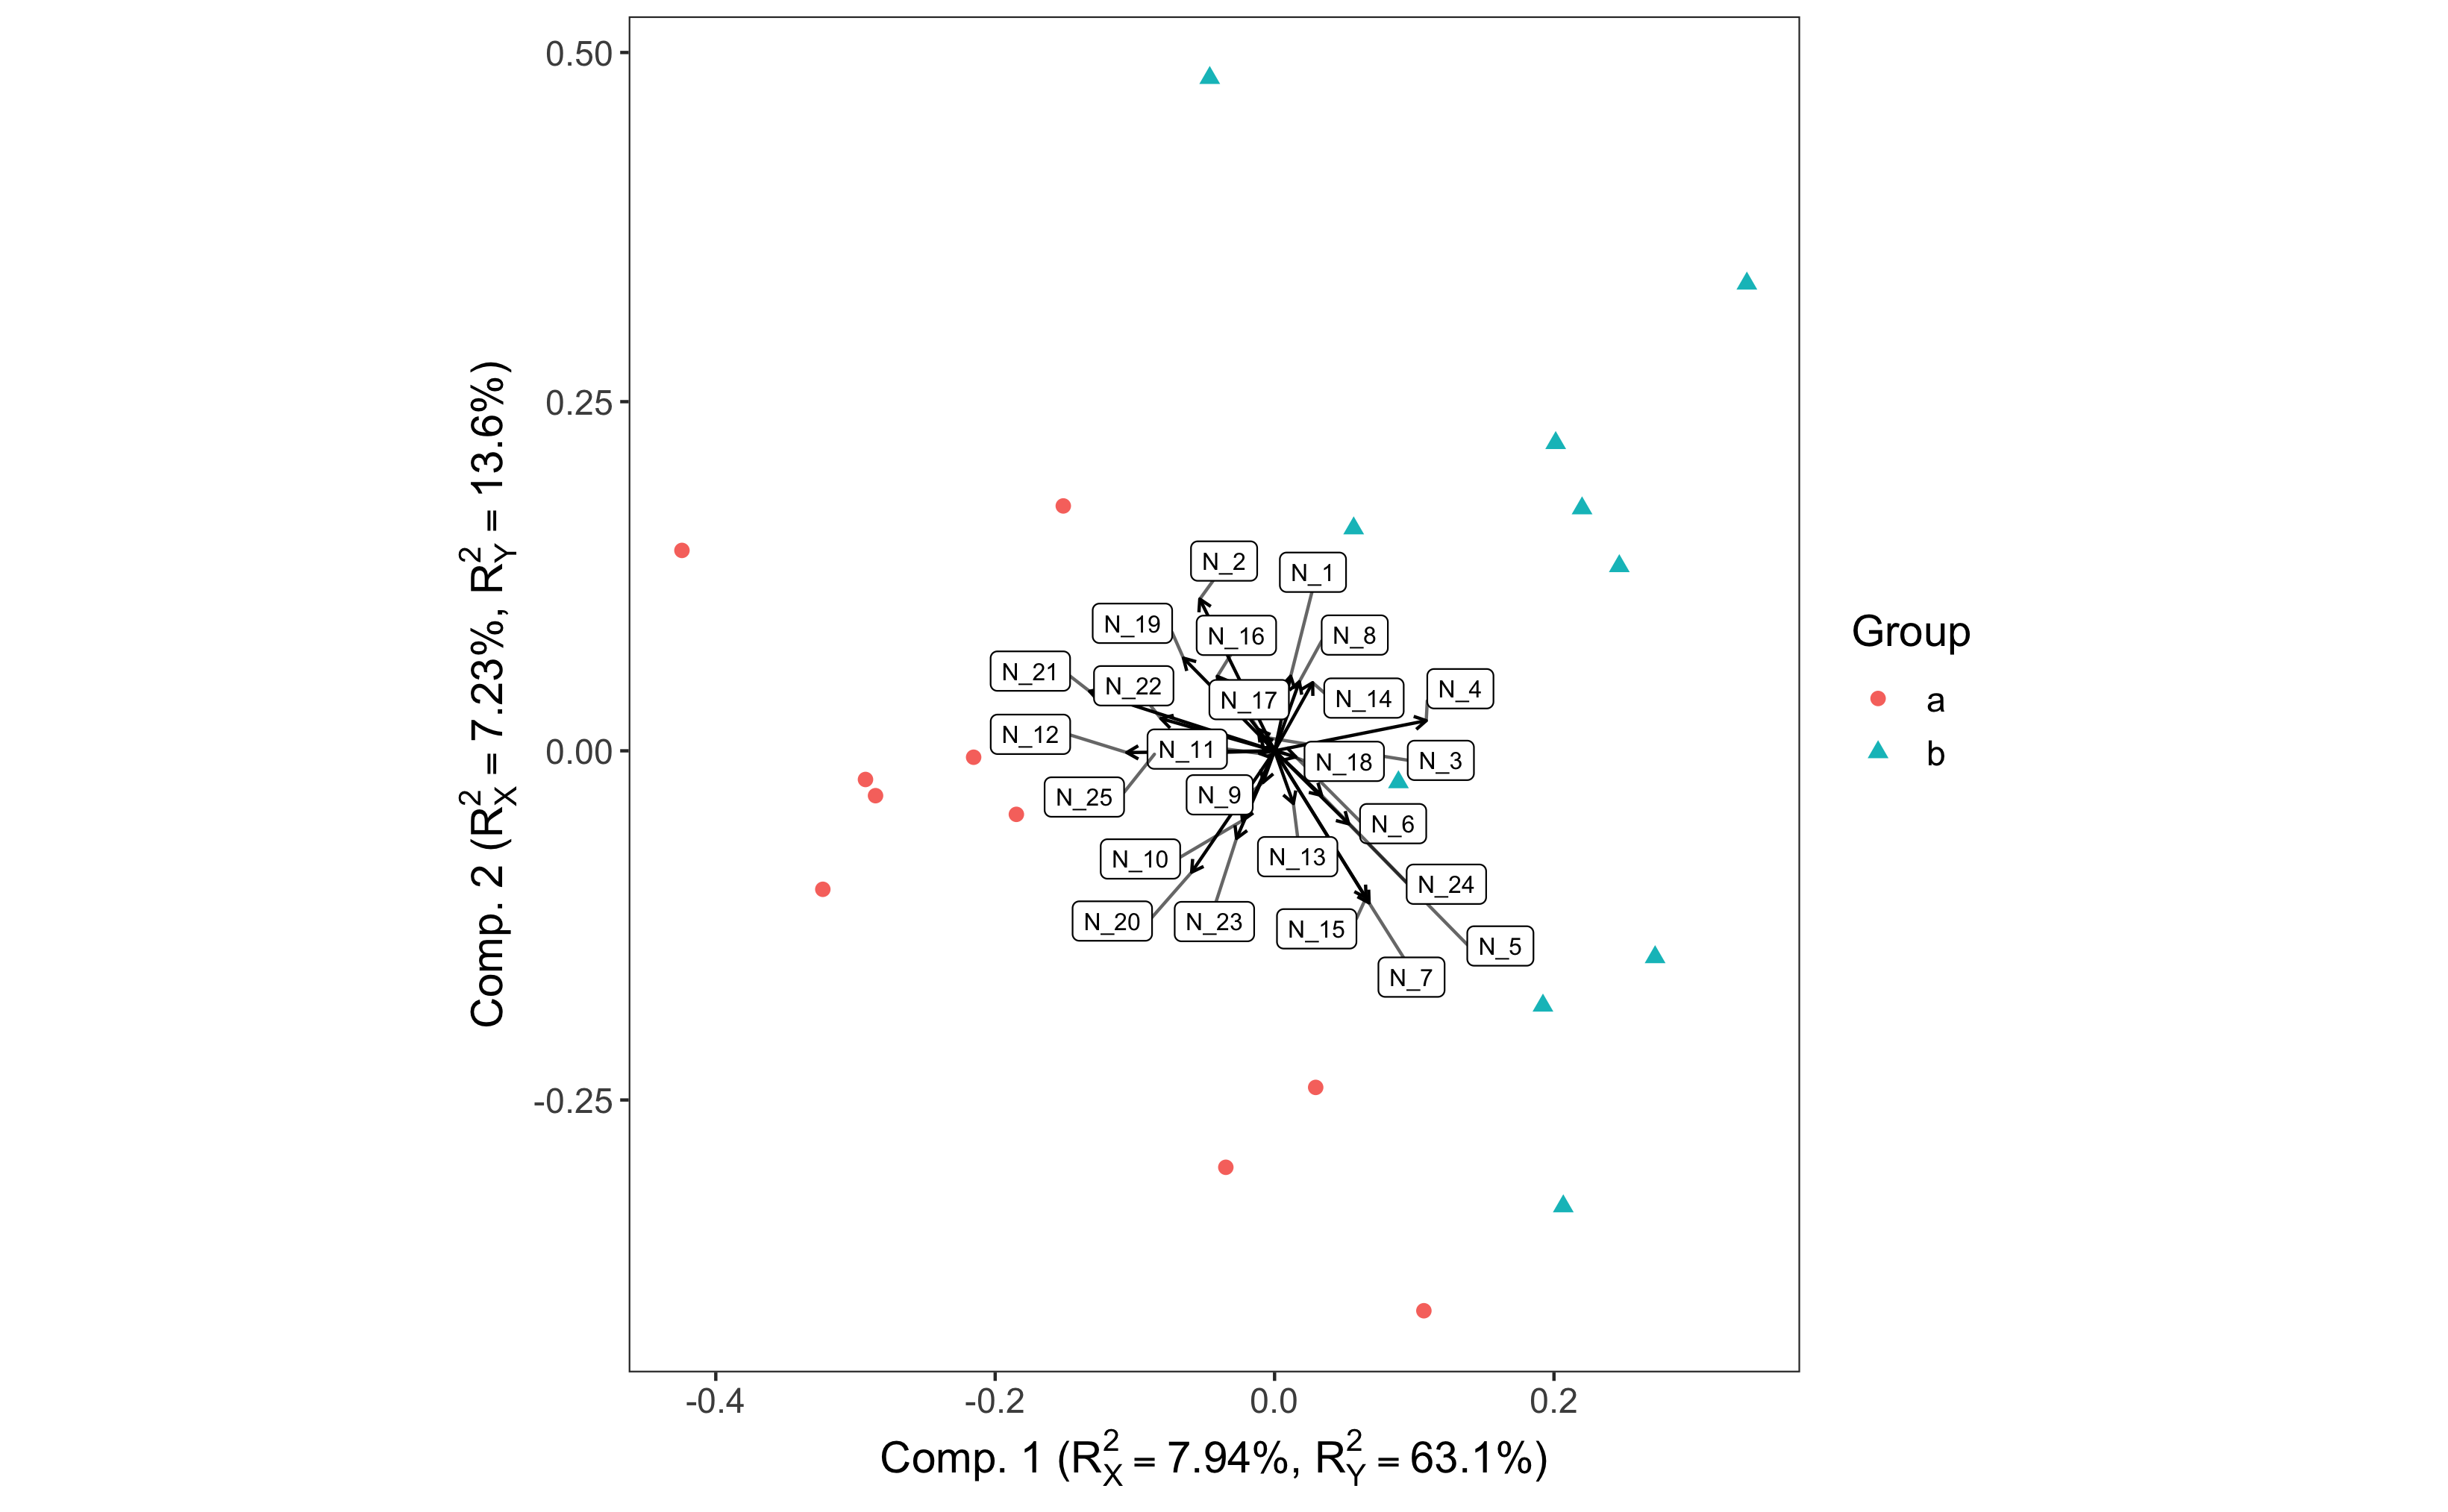 0.50
0.25
0.00
-0.25
Comp. 2 (R²X = 7.23%, R²Y = 13.6%)
N_2
N_1
N_19
N_16
N_8
N_21
N_22
N_17
N_14
N_4
N_12
N_11
N_18
N_3
N_25
N_9
N_6
N_10
N_13
N_24
N_20
N_23
N_15
N_5
N_7
-0.4
-0.2
0.0
0.2
Comp. 1 (R²X = 7.94%, R²Y = 63.1%)
Group
a
b